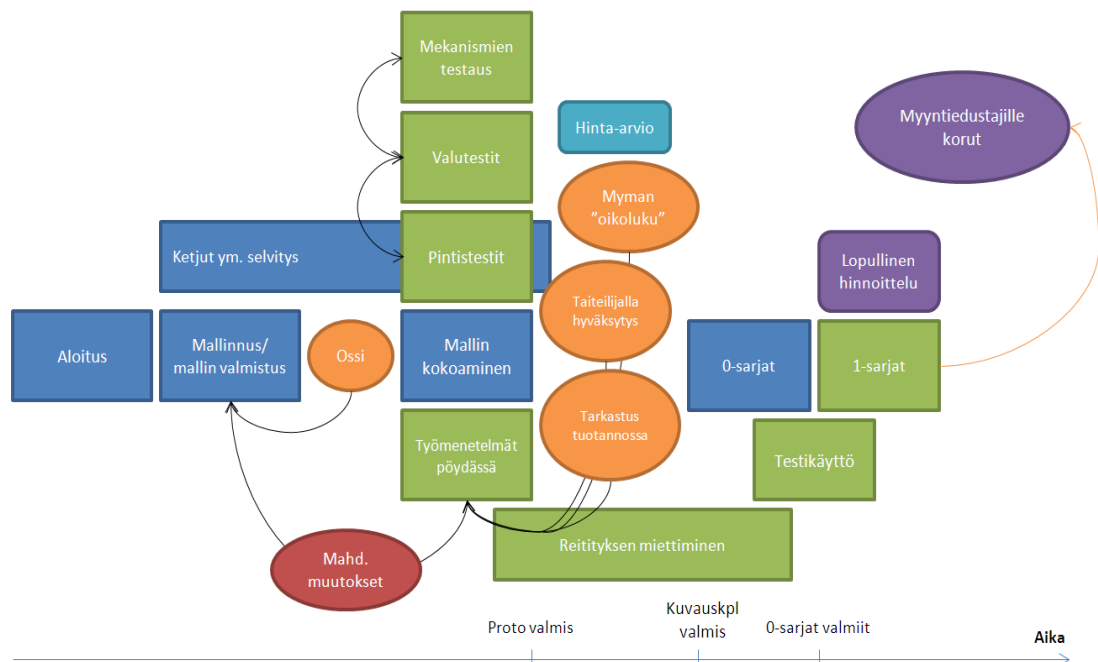 Mekanismien
testaus
Valutestit
Hinta-arvio
Myman
”oikoluku”
Myyntiedustajille
korut
Ketjut ym. selvitys
Pintistestit
Taiteilijalla
hyväksytys
Lopullinen
hinnoittelu
Aloitus
Mallinnus/
mallin valmistus
Ossi
Mallin
kokoaminen
0-sarjat
1-sarjat
Työmenetelmät
pöydässä
Tarkastus
tuotannossa
Testikäyttö
Mahd.
muutokset
Reitityksen miettiminen
Proto valmis
Kuvauskpl
valmis
0-sarjat valmiit
Aika